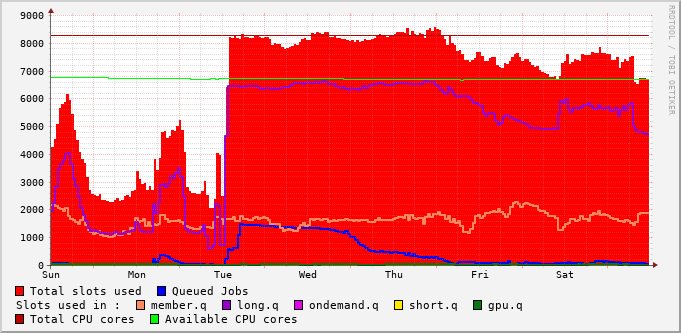 9000
8000
7000
6000
5000
4000
3000
2000
1000
0
Sun Mon Tue Wed Thu Fri Sat
RRDTOOL / TOBI OETIKER
Total slots used Queued Jobs
Slots used in : member.q long.q ondemand.q short.q gpu.q
Total CPU cores Available CPU cores